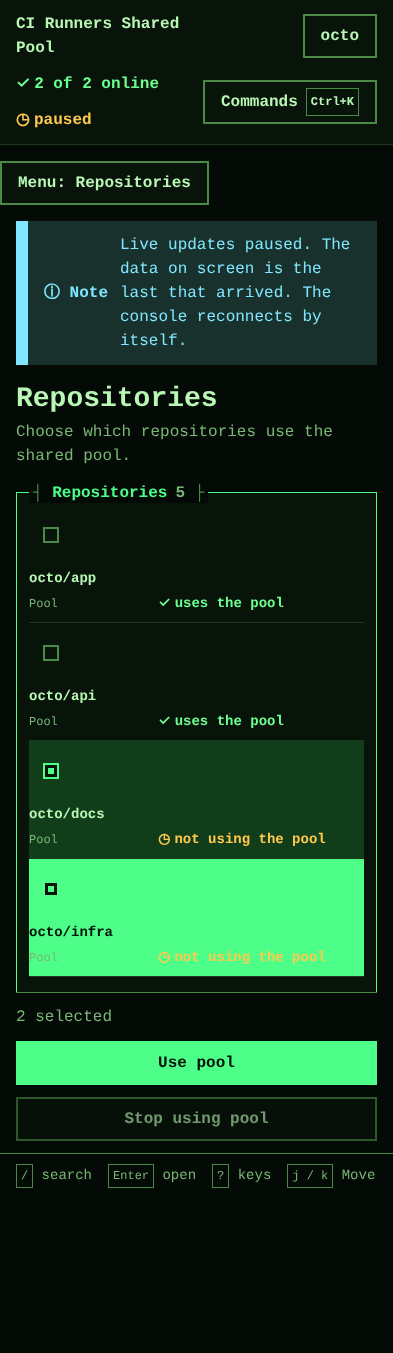 CI Runners Shared
Pool
octo
2 of 2 online
paused
Commands Ctrl+K
Menu: Repositories
Note
Live updates paused. The
data on screen is the
last that arrived. The
console reconnects by
itself.
Repositories
Choose which repositories use the
shared pool.
Repositories 5
octo/app
Pool uses the pool
octo/api
Pool uses the pool
octo/docs
Pool not using the pool
octo/infra
Pool not using the pool
2 selected
Use pool
Stop using pool
/ search Enter open ? keys j / k Move